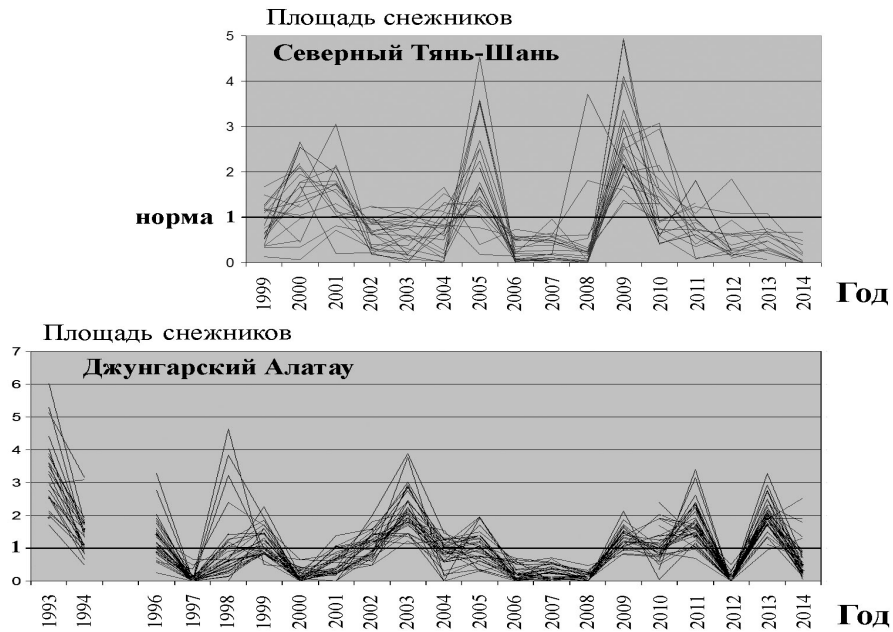 Площадь снежников
Северный Тянь-Шань
5
4
3
2
норма 1
0
1999 2000 2001 2002 2003 2004 2005 2006 2007 2008 2009 2010 2011 2012 2013 2014
Год
Площадь снежников
Джунгарский Алатау
7
6
5
4
3
2
1
0
1993 1994 1996 1997 1998 1999 2000 2001 2002 2003 2004 2005 2006 2007 2008 2009 2010 2011 2012 2013 2014
Год